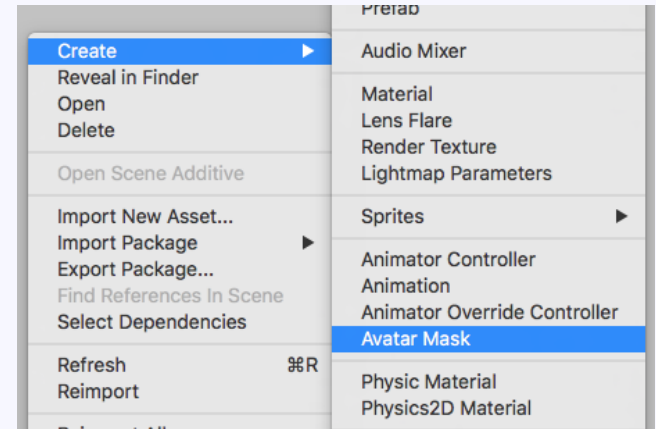 Create
Reveal in Finder
Open
Delete
Open Scene Additive
Import New Asset...
Import Package
Export Package...
Find References In Scene
Select Dependencies
Refresh ⌘R
Reimport
Prefab
Audio Mixer
Material
Lens Flare
Render Texture
Lightmap Parameters
Sprites
Animator Controller
Animation
Animator Override Controller
Avatar Mask
Physic Material
Physics2D Material